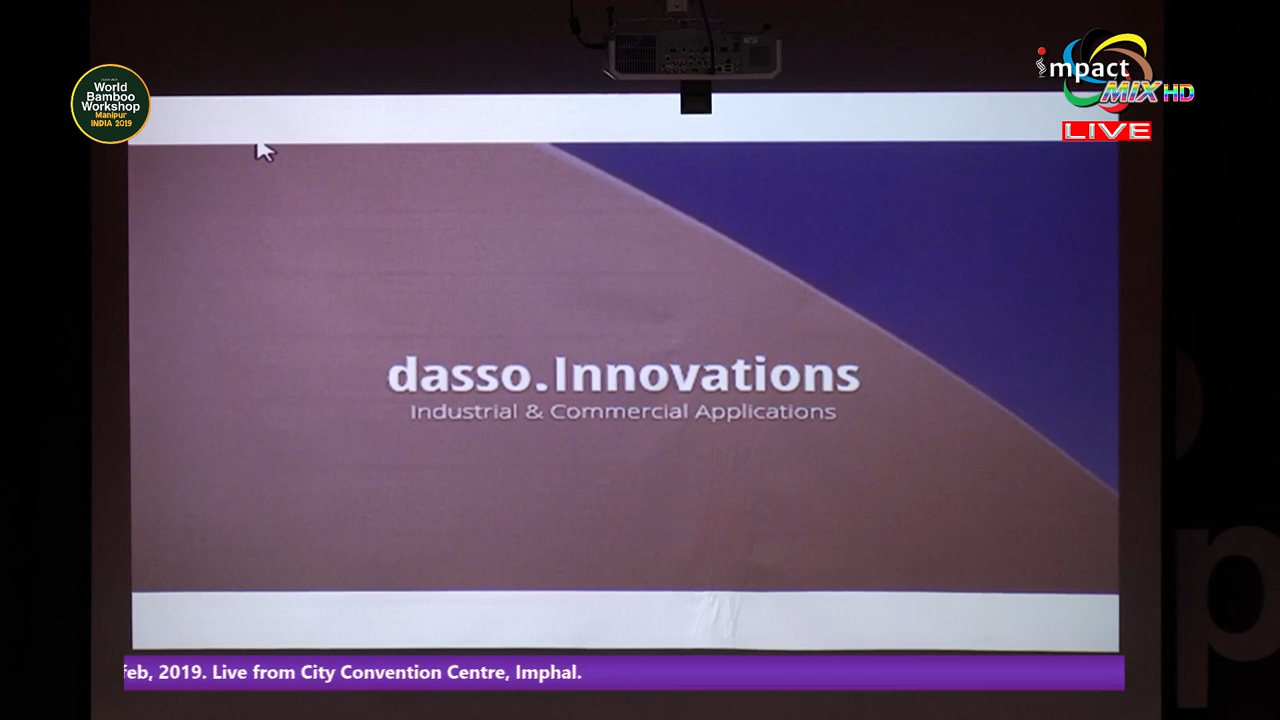 World
Bamboo
Workshop
Manipur
INDIA 2019
impact
MIX HD
LIVE
dasso.Innovations
Industrial & Commercial Applications
feb, 2019. Live from City Convention Centre, Imphal.
p